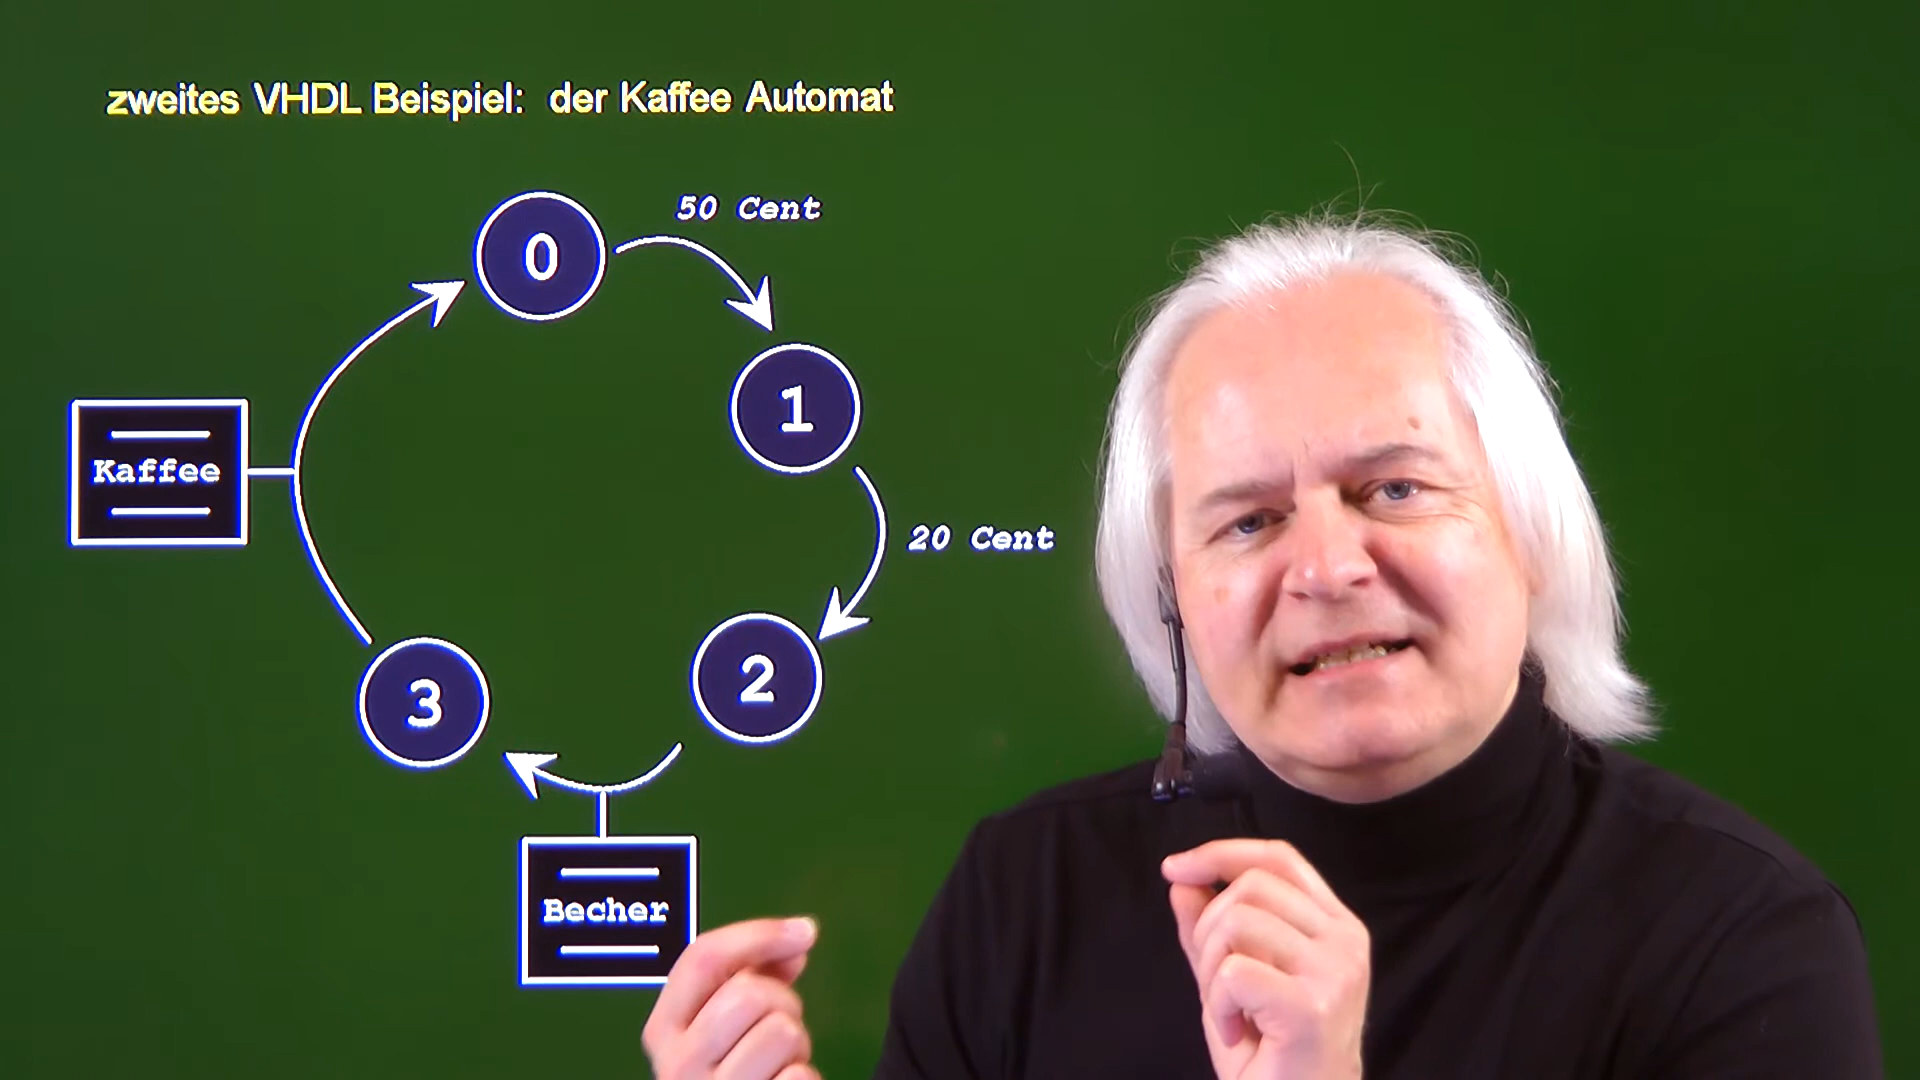 zweites VHDL Beispiel: der Kaffee Automat
0
50 Cent
1
20 Cent
Kaffee
2
3
Becher